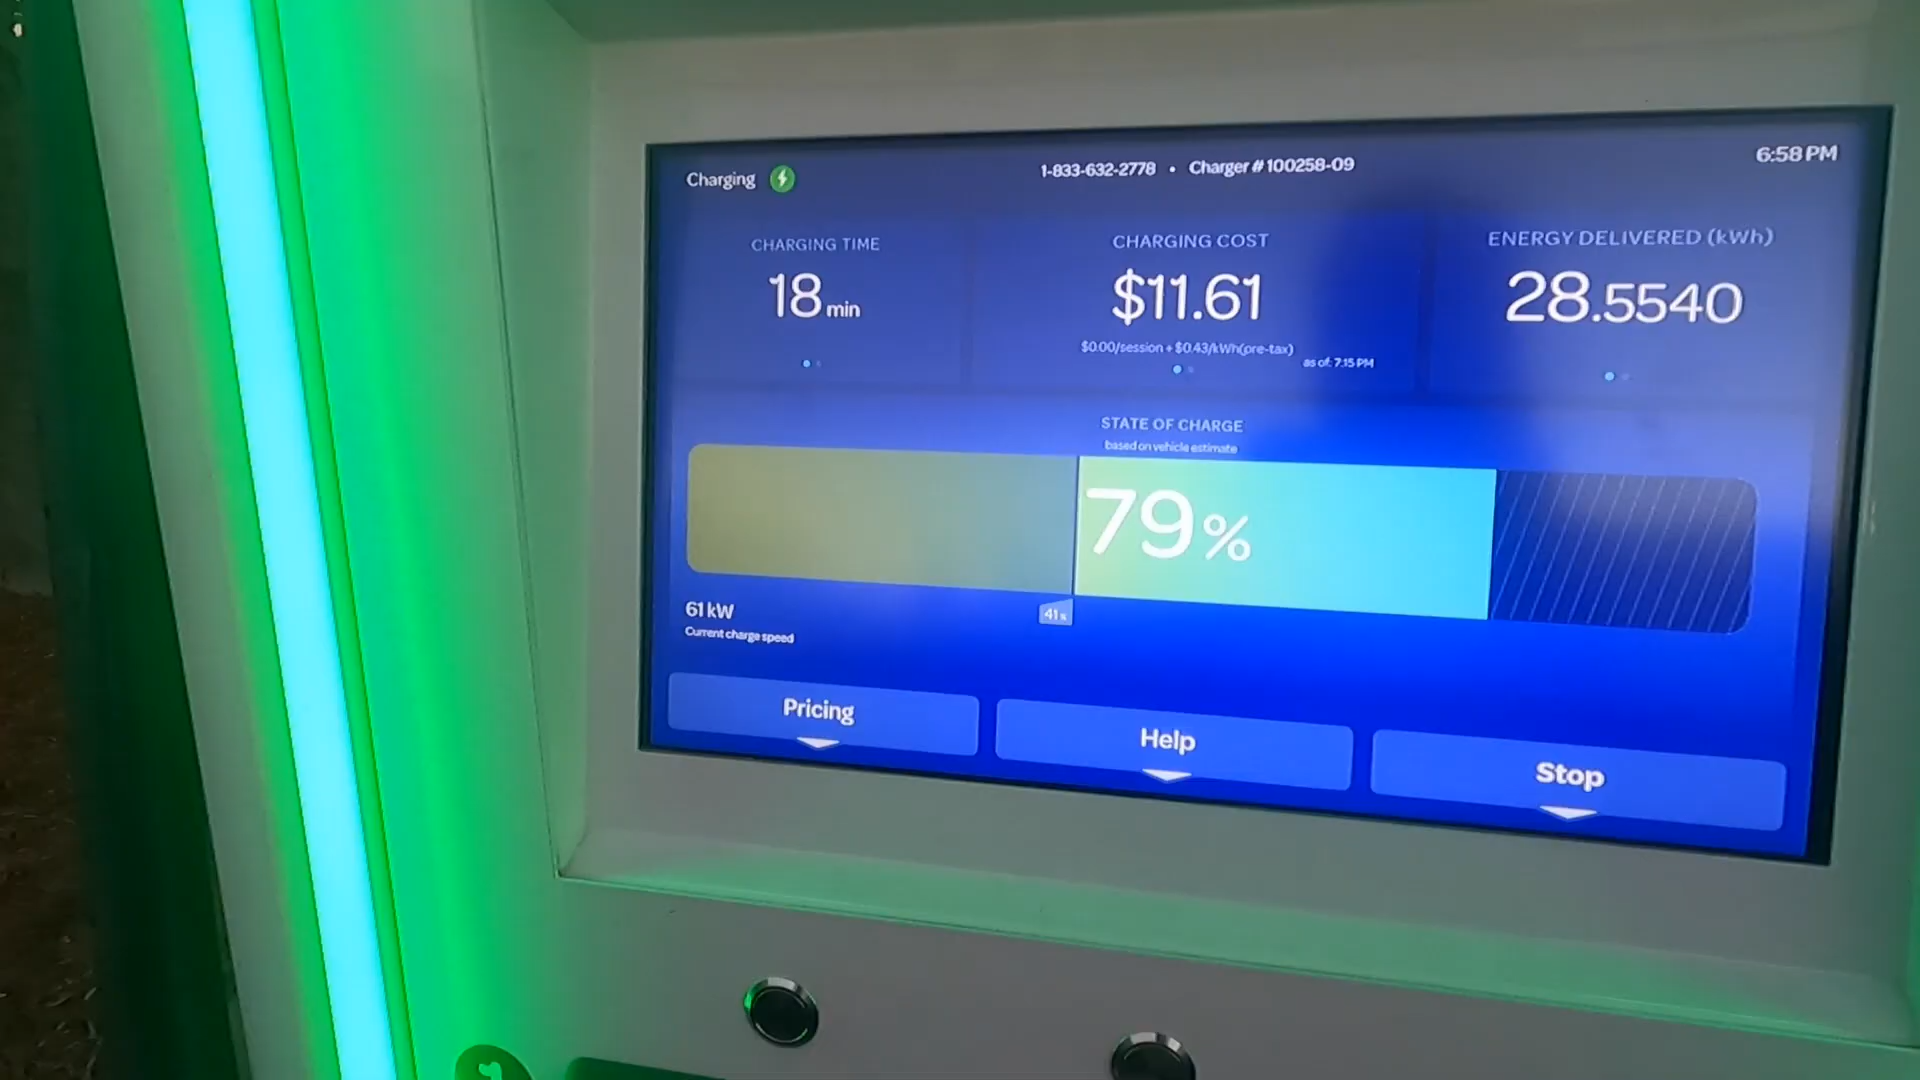 Charging
1-833-632-2778 • Charger # 100258-09
6:58 PM
CHARGING TIME
18 min
CHARGING COST
$11.61
$0.00/session + $0.43/kWh(pre-tax)
as of: 7:15 PM
ENERGY DELIVERED (kWh)
28.5540
STATE OF CHARGE
based on vehicle estimate
79%
41%
61 kW
Current charge speed
Pricing
Help
Stop